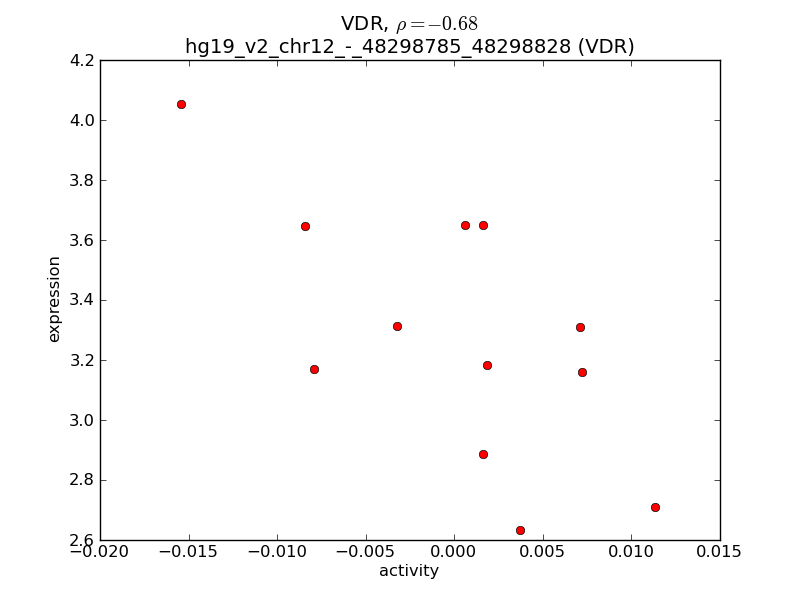 VDR, ρ = −0.68
hg19_v2_chr12_-_48298785_48298828 (VDR)
4.2
4.0
3.8
3.6
3.4
3.2
3.0
2.8
2.6
expression
−0.020 −0.015 −0.010 −0.005 0.000 0.005 0.010 0.015
activity